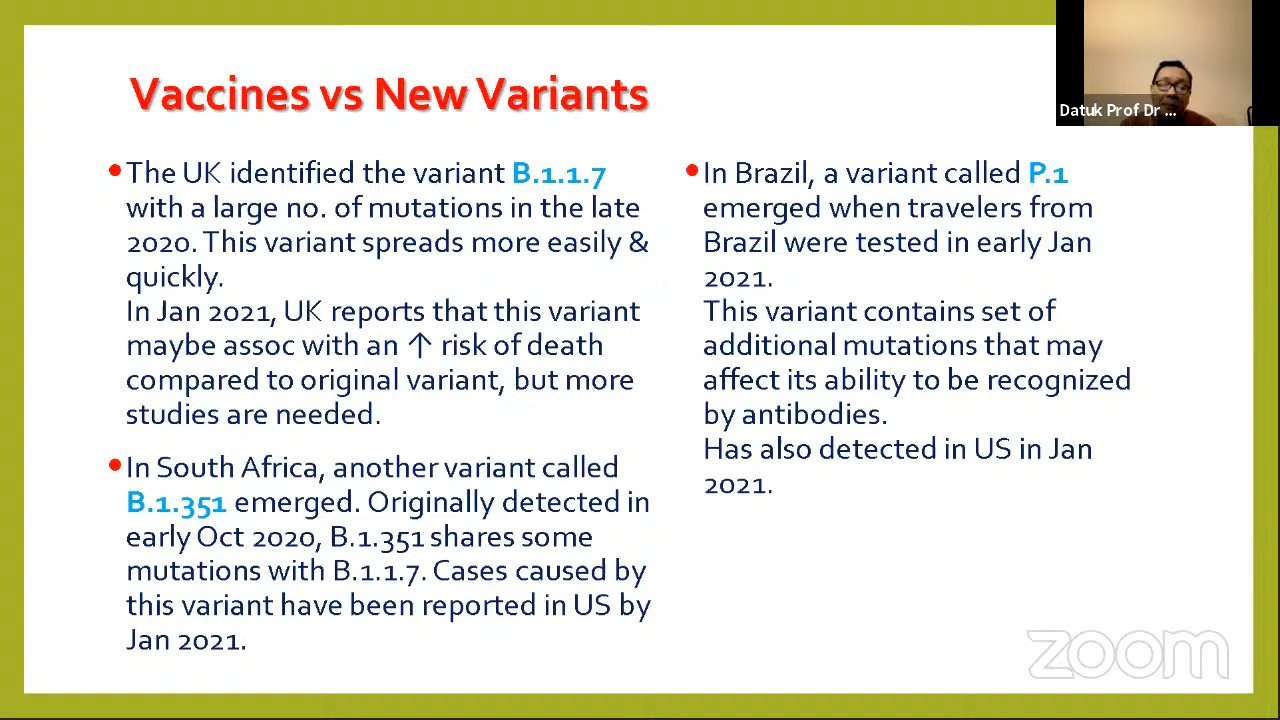 Vaccines vs New Variants
•The UK identified the variant B.1.1.7
with a large no. of mutations in the late
2020. This variant spreads more easily &
quickly.
In Jan 2021, UK reports that this variant
maybe assoc with an ↑ risk of death
compared to original variant, but more
studies are needed.
•In South Africa, another variant called
B.1.351 emerged. Originally detected in
early Oct 2020, B.1.351 shares some
mutations with B.1.1.7. Cases caused by
this variant have been reported in US by
Jan 2021.
•In Brazil, a variant called P.1
emerged when travelers from
Brazil were tested in early Jan
2021.
This variant contains set of
additional mutations that may
affect its ability to be recognized
by antibodies.
Has also detected in US in Jan
2021.
Datuk Prof Dr ...
zoom